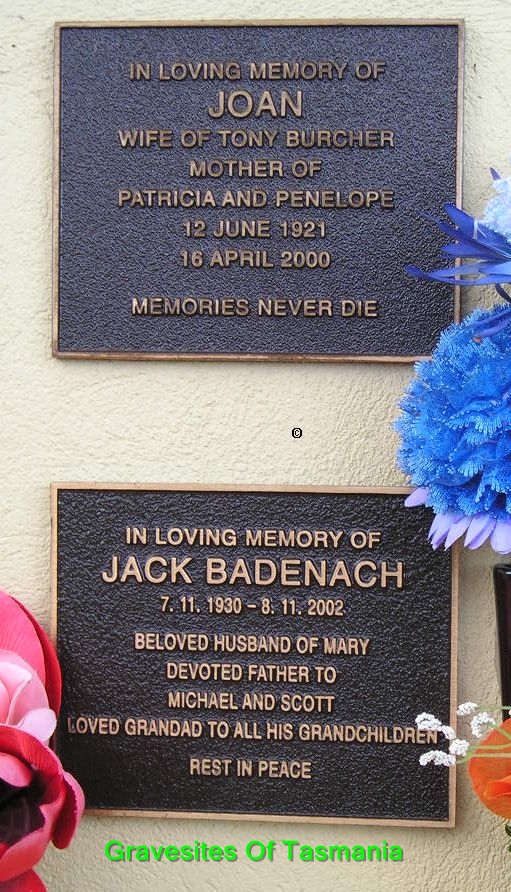 IN LOVING MEMORY OF
JOAN
WIFE OF TONY BURCHER
MOTHER OF
PATRICIA AND PENELOPE
12 JUNE 1921
16 APRIL 2000
MEMORIES NEVER DIE
©
IN LOVING MEMORY OF
JACK BADENACH
7. 11. 1930 – 8. 11. 2002
BELOVED HUSBAND OF MARY
DEVOTED FATHER TO
MICHAEL AND SCOTT
LOVED GRANDAD TO ALL HIS GRANDCHILDREN
REST IN PEACE
Gravesites Of Tasmania